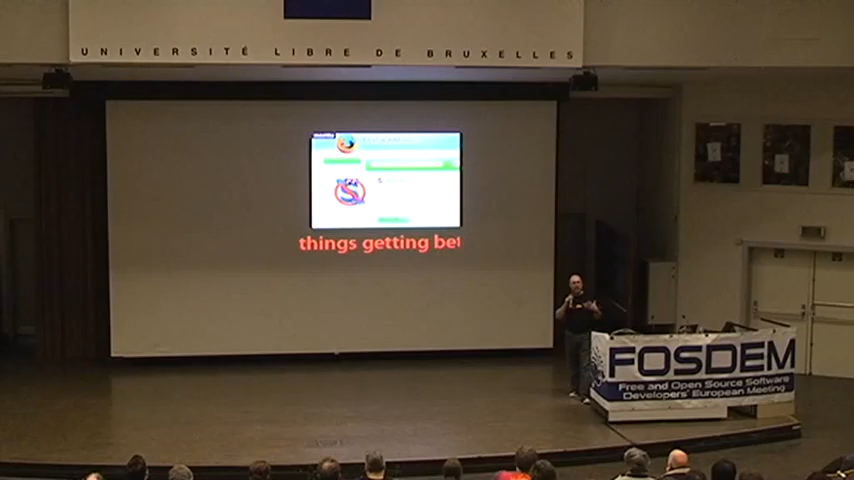 UNIVERSITÉ LIBRE DE BRUXELLES
things getting bet
FOSDEM
Free and Open Source Software
Developers' European Meeting